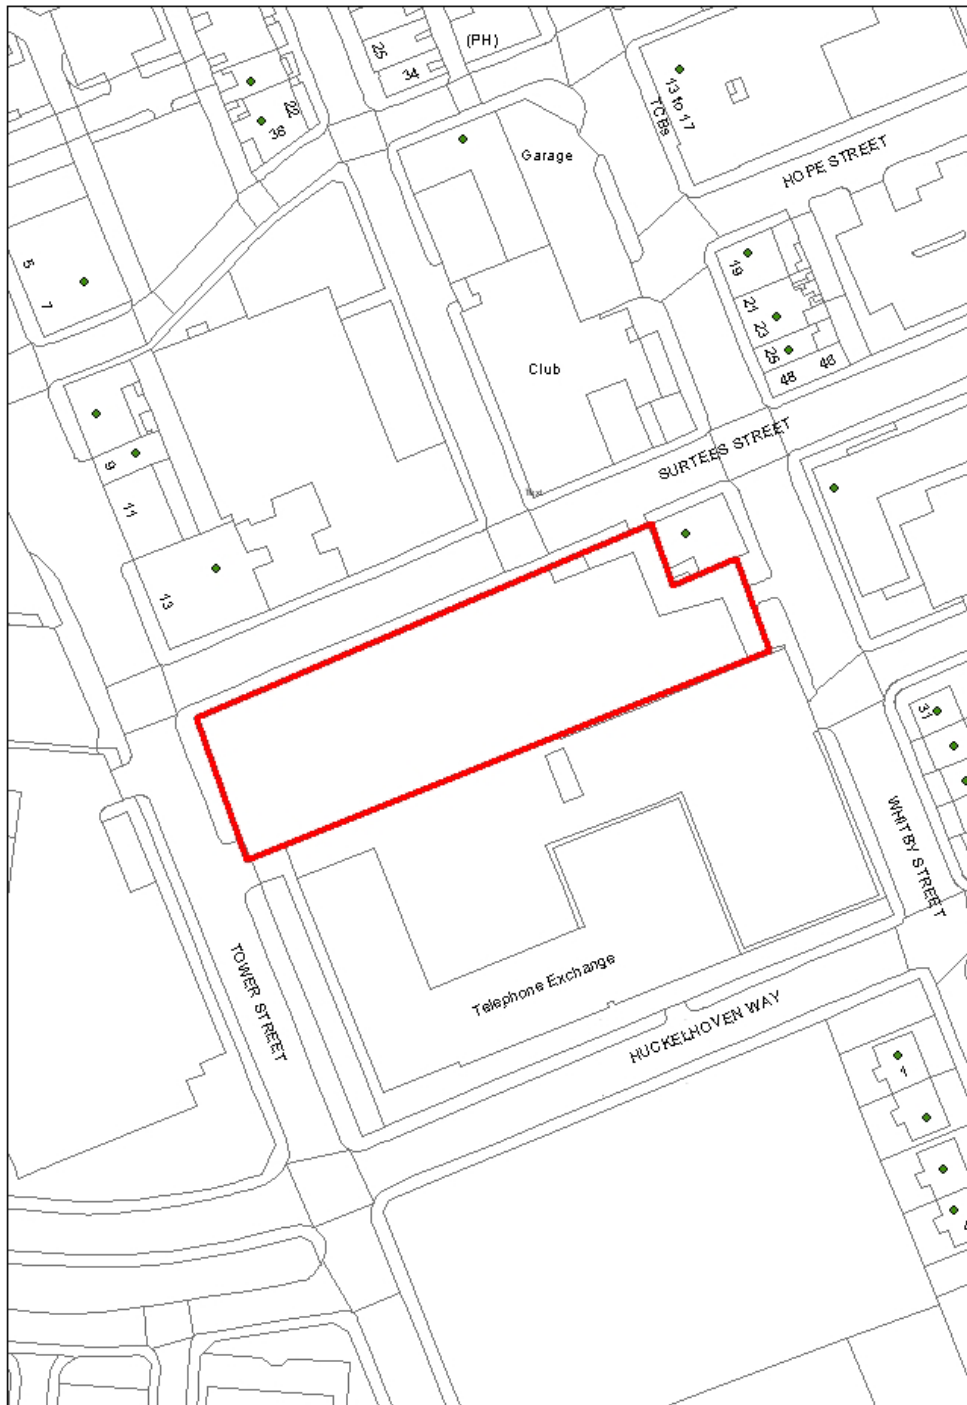 (PH)
25
34
22
36
13 to 17
TCBs
Garage
HOPE STREET
5
7
19
21
23
25
48
46
Club
SURTEES STREET
9
11
13
31
WHITBY STREET
TOWER STREET
Telephone Exchange
HUCKELHOVEN WAY
1